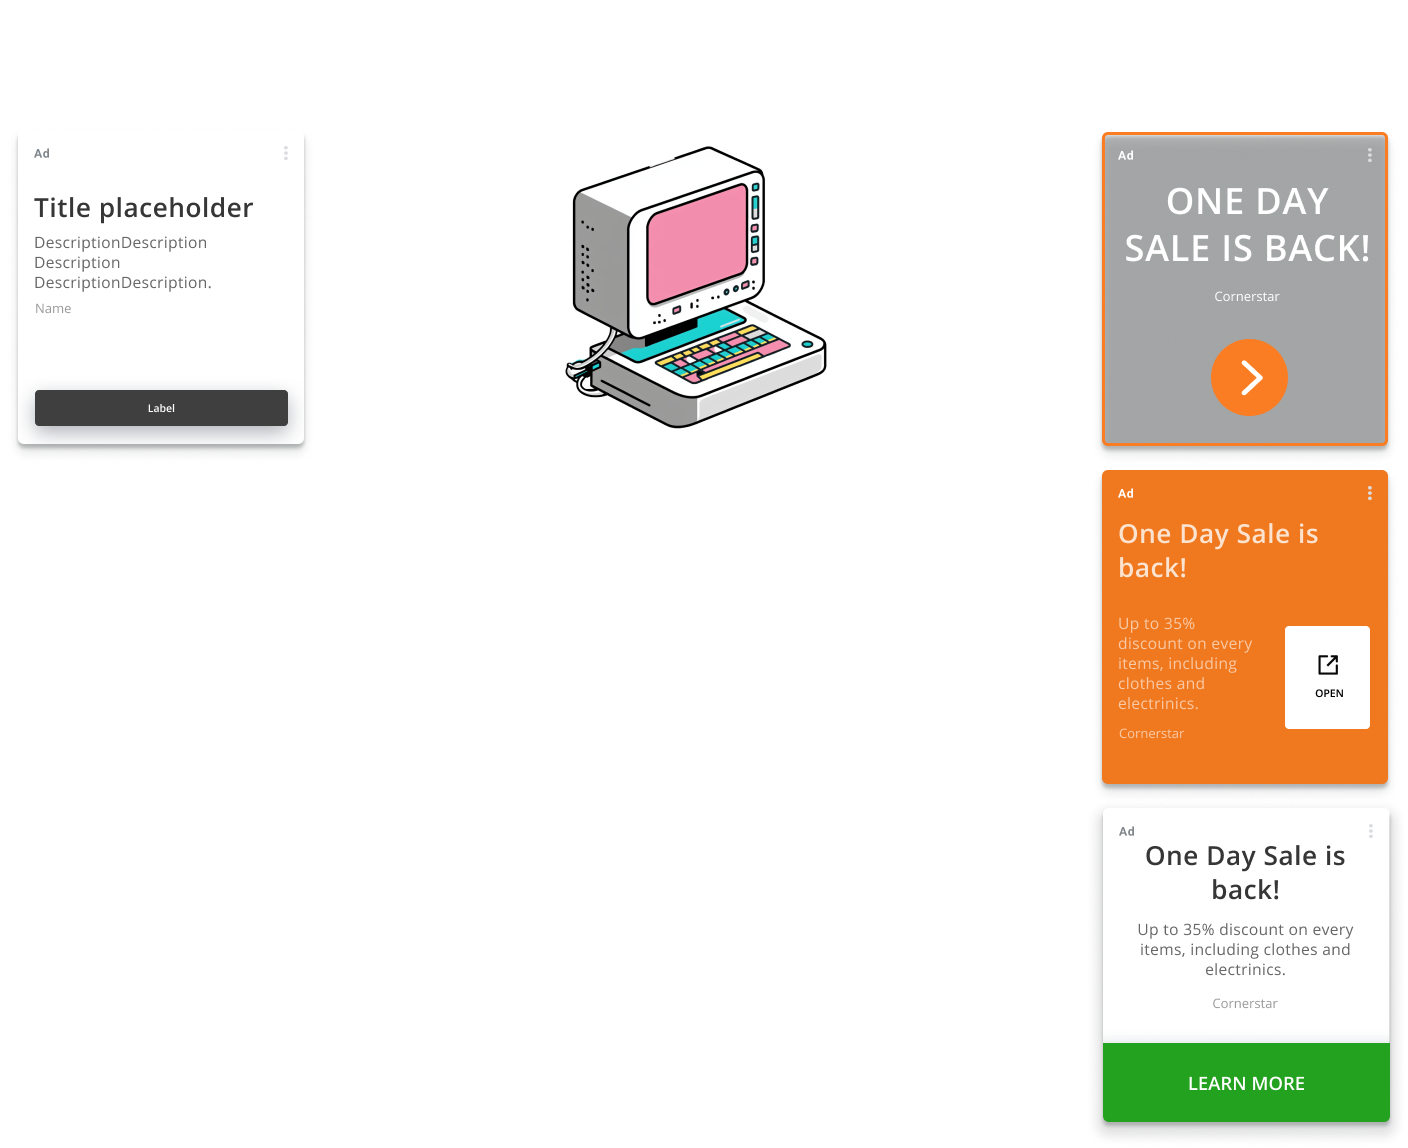 Ad
Title placeholder
DescriptionDescription
Description
DescriptionDescription.
Name
Label
Ad
ONE DAY
SALE IS BACK!
Cornerstar
Ad
One Day Sale is
back!
Up to 35%
discount on every
items, including
clothes and
electrinics.
Cornerstar
OPEN
Ad
One Day Sale is
back!
Up to 35% discount on every
items, including clothes and
electrinics.
Cornerstar
LEARN MORE